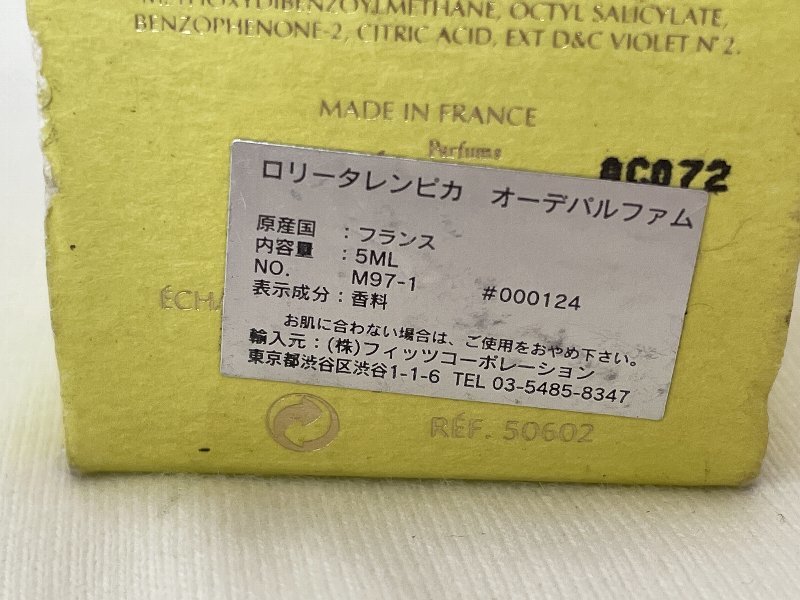 METHOXYDIBENZOYLMETHANE, OCTYL SALICYLATE,
BENZOPHENONE-2, CITRIC ACID, EXT D&C VIOLET N°2.
MADE IN FRANCE
Parfums
8C072
ロリータレンピカ オーデパルファム
原産国 :フランス
内容量 :5ML
NO. M97-1 #000124
表示成分:香料
お肌に合わない場合は、ご使用をおやめ下さい。
輸入元:(株)フィッツコーポレーション
東京都渋谷区渋谷1-1-6 TEL 03-5485-8347
ÉCHA
RÉF. 50602